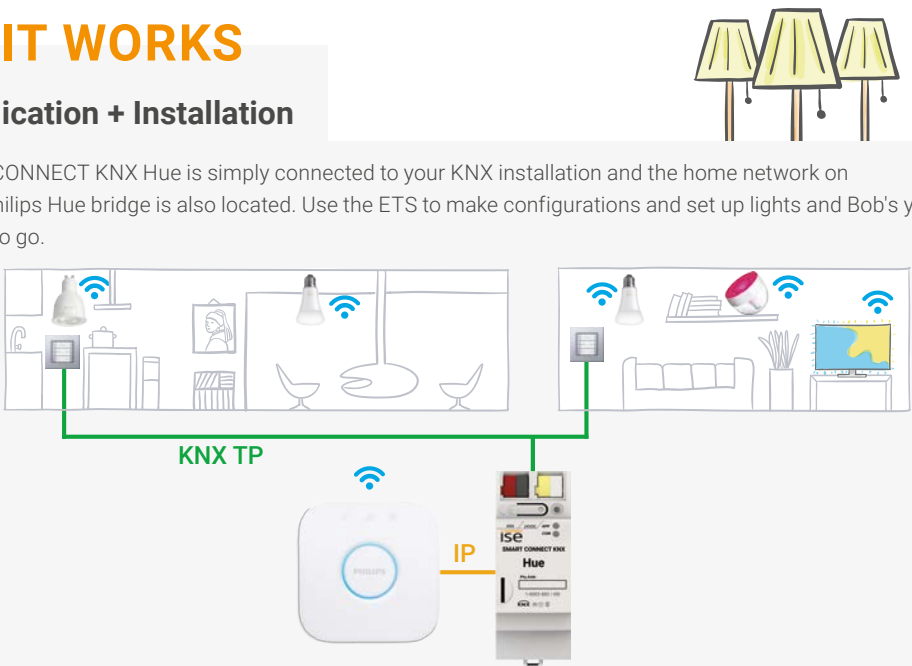 IT WORKS
ication + Installation
CONNECT KNX Hue is simply connected to your KNX installation and the home network on
hilips Hue bridge is also located. Use the ETS to make configurations and set up lights and Bob's y
o go.
KNX TP
IP
PHILIPS
ise
SMART CONNECT KNX
Hue
KNX